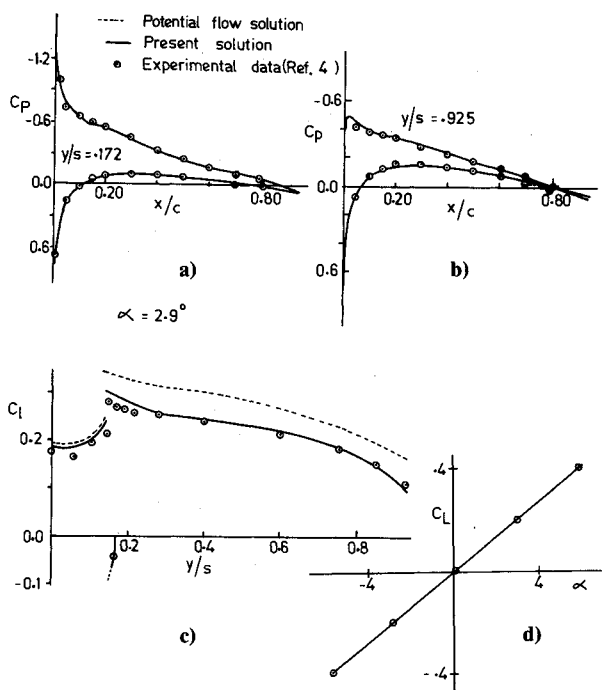 Potential flow solution
Present solution
Experimental data (Ref. 4)
-1.2
Cp
-0.6
y/s = .172
0.0
0.20
0.80
x/c
0.6
a)
-0.6
Cp
y/s = .925
0.0
0.20
0.80
x/c
0.6
b)
α = 2.9°
Cl
0.2
0.0
0.2
0.4
0.6
0.8
y/s
-0.1
c)
.4
CL
-4
4
α
-.4
d)